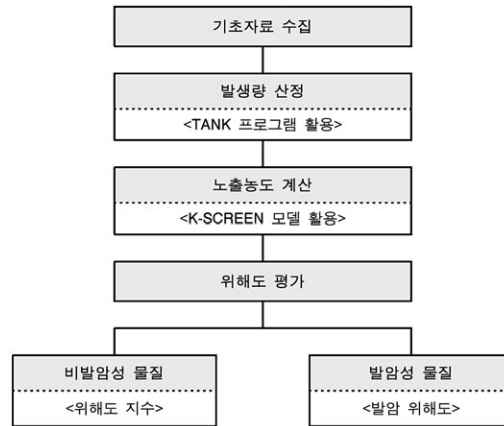 기초자료 수집
발생량 산정
<TANK 프로그램 활용>
노출농도 계산
<K-SCREEN 모델 활용>
위해도 평가
비발암성 물질
<위해도 지수>
발암성 물질
<발암 위해도>